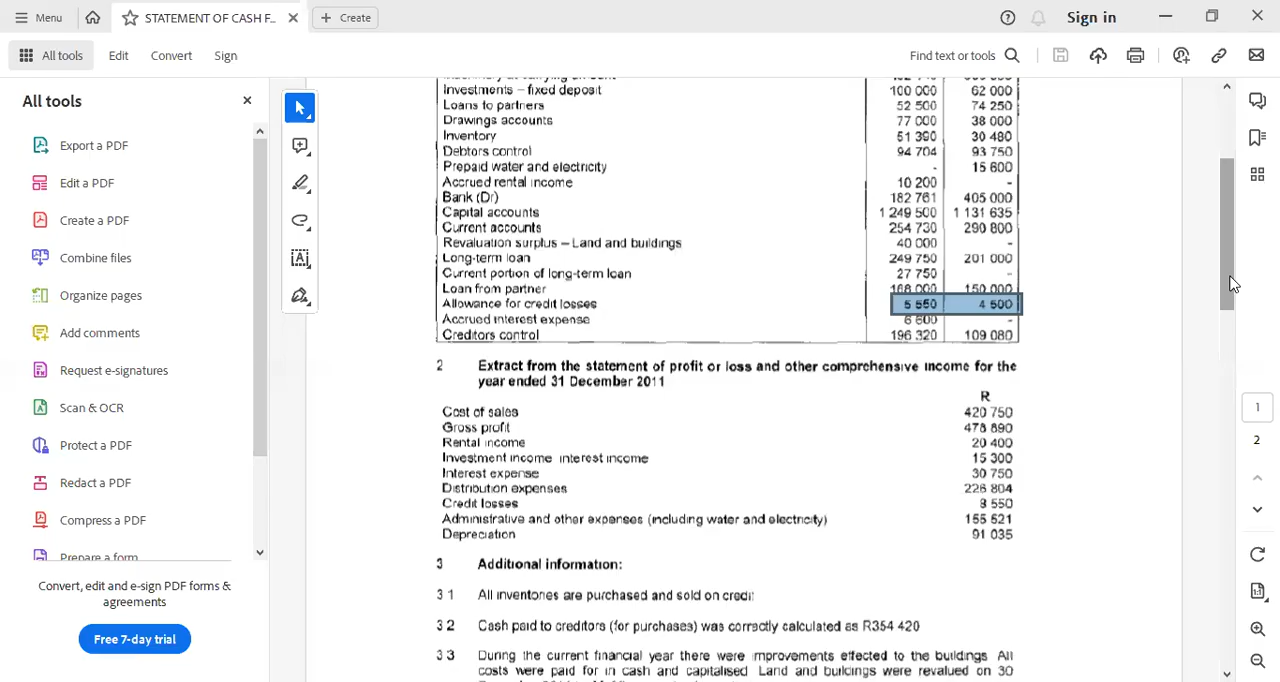 Menu
STATEMENT OF CASH F...
Create
Sign in
All tools
Edit
Convert
Sign
Find text or tools
All tools
Export a PDF
Edit a PDF
Create a PDF
Combine files
Organize pages
Add comments
Request e-signatures
Scan & OCR
Protect a PDF
Redact a PDF
Compress a PDF
Prepare a form
Convert, edit and e-sign PDF forms &
agreements
Free 7-day trial
Investments – fixed deposit 100 000 62 000
Loans to partners 52 500 74 250
Drawings accounts 77 000 38 000
Inventory 51 390 30 480
Debtors control 94 704 93 750
Prepaid water and electricity - 15 600
Accrued rental income 10 200 -
Bank (Dr) 182 761 405 000
Capital accounts 1 249 500 1 131 635
Current accounts 254 730 290 800
Revaluation surplus – Land and buildings 40 000 -
Long-term loan 249 750 201 000
Current portion of long-term loan 27 750 -
Loan from partner 168 000 150 000
Allowance for credit losses 5 550 4 500
Accrued interest expense 6 600 -
Creditors control 196 320 109 080
2 Extract from the statement of profit or loss and other comprehensive income for the
year ended 31 December 2011
R
Cost of sales 420 750
Gross profit 478 890
Rental income 20 400
Investment income interest income 15 300
Interest expense 30 750
Distribution expenses 226 804
Credit losses 550
Administrative and other expenses (including water and electricity) 155 521
Depreciation 91 035
3 Additional information:
3 1 All inventories are purchased and sold on credit
3 2 Cash paid to creditors (for purchases) was correctly calculated as R354 420
3 3 During the current financial year there were improvements effected to the buildings All
costs were paid for in cash and capitalised Land and buildings were revalued on 30
1
2